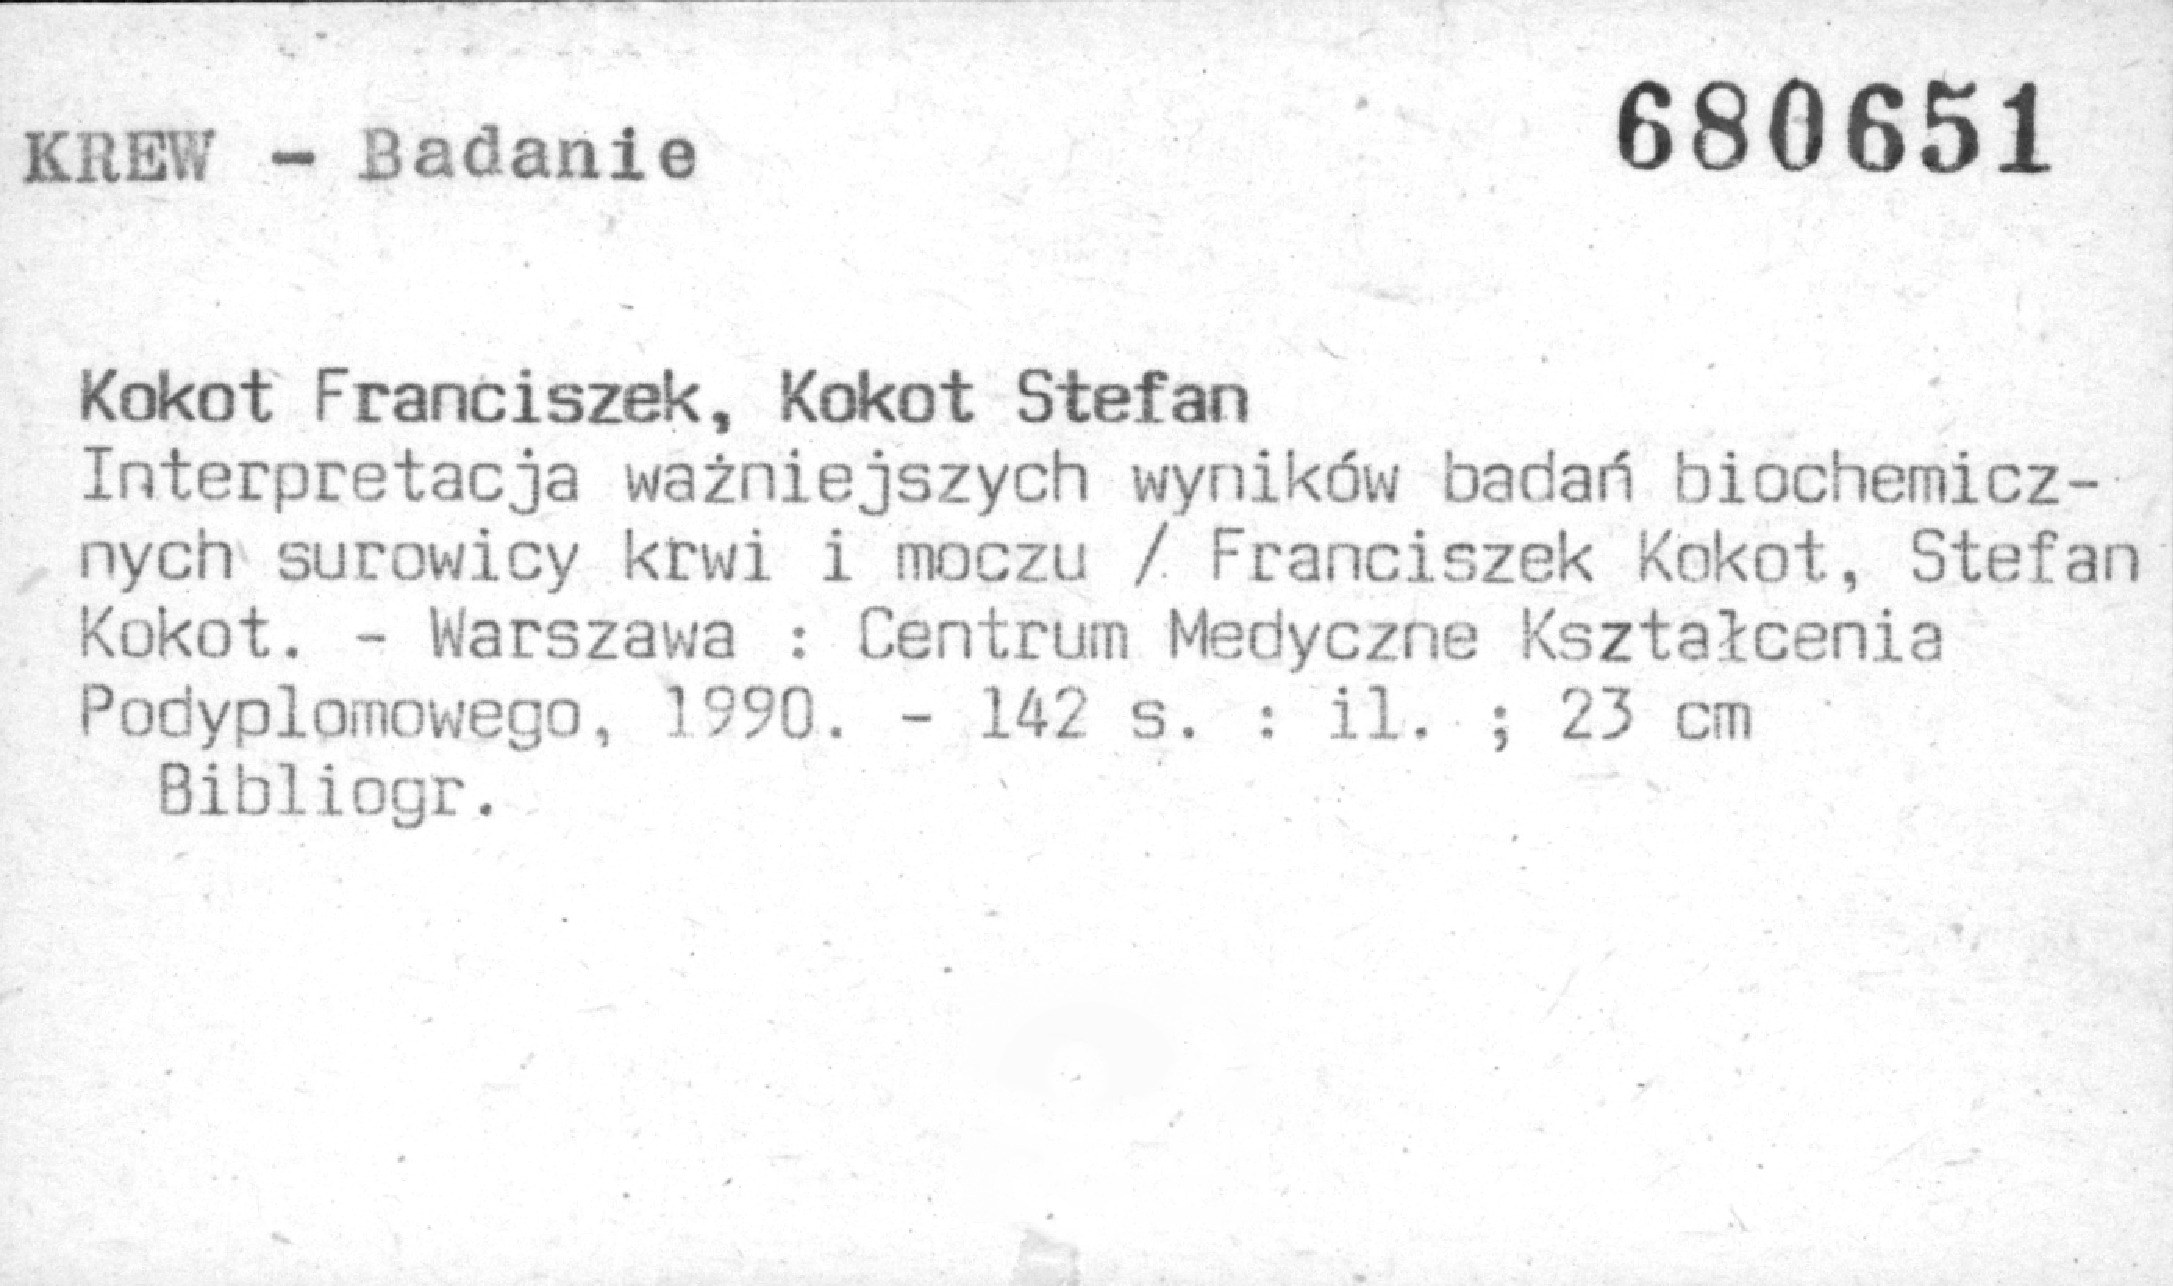 KREW - Badanie 680651
Kokot Franciszek, Kokot Stefan
Interpretacja ważniejszych wyników badań biochemicz-
nych surowicy krwi i moczu / Franciszek Kokot, Stefan
Kokot. - Warszawa : Centrum Medyczne Kształcenia
Podyplomowego, 1990. - 142 s. : il. ; 23 cm
Bibliogr.